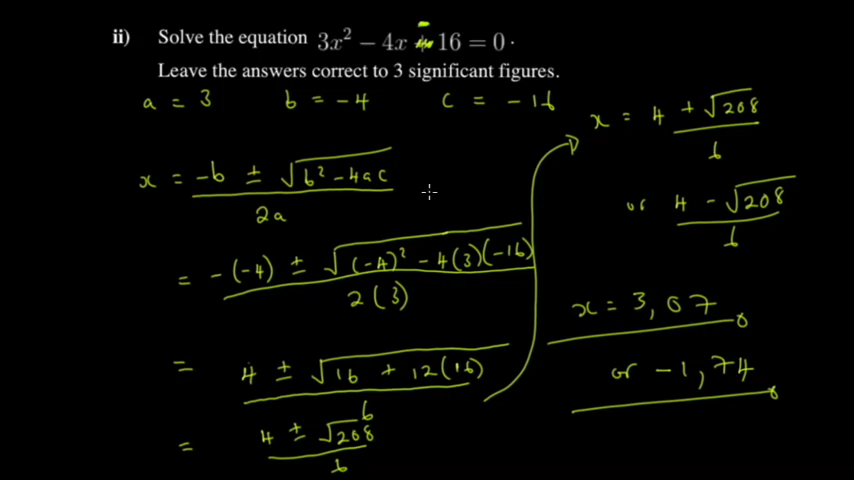 ii) Solve the equation 3x² − 4x - 16 = 0 ·
Leave the answers correct to 3 significant figures.
a = 3 b = -4 c = -16
x = (-b ± √(b² - 4ac)) / 2a
= (-(-4) ± √((-4)² - 4(3)(-16))) / 2(3)
= (4 ± √(16 + 12(16))) / 6
= (4 ± √208) / 6
x = (4 + √208) / 6
or (4 - √208) / 6
x = 3,07
or -1,74